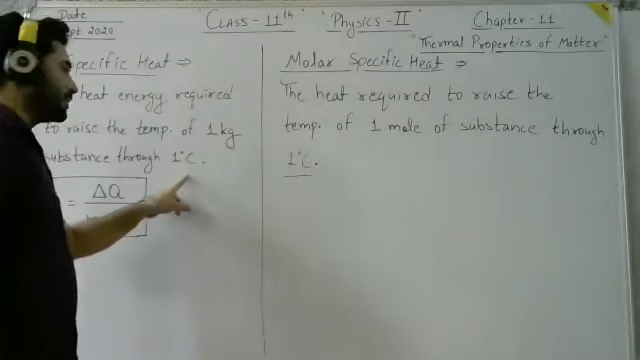 Date
Class - 11th "Physics - II" Chapter - 11
pt 2020
"Thermal Properties of Matter"
pecific Heat ⇒
heat energy required
to raise the temp. of 1 kg
substance through 1°C.
= ΔQ
Molar Specific Heat ⇒
The heat required to raise the
temp. of 1 mole of substance through
1°C.